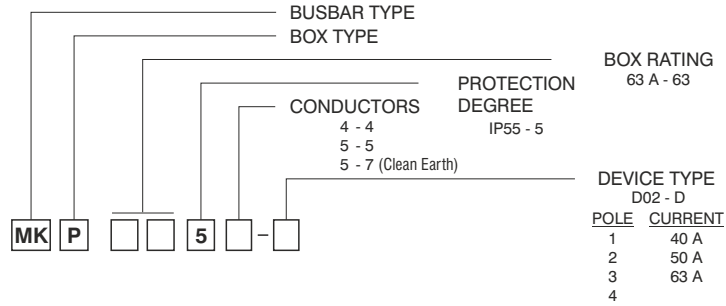 BUSBAR TYPE
BOX TYPE
BOX RATING
63 A - 63
PROTECTION
DEGREE
IP55 - 5
CONDUCTORS
4 - 4
5 - 5
5 - 7 (Clean Earth)
DEVICE TYPE
D02 - D
POLE CURRENT
1 40 A
2 50 A
3 63 A
4
MK P 5 -